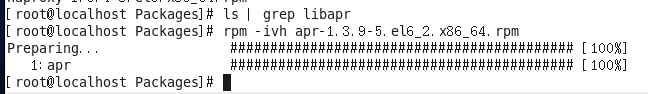 [root@localhost Packages]# ls | grep libapr
[root@localhost Packages]# rpm -ivh apr-1.3.9-5.el6_2.x86_64.rpm
Preparing... ########################################### [100%]
1:apr ########################################### [100%]
[root@localhost Packages]#